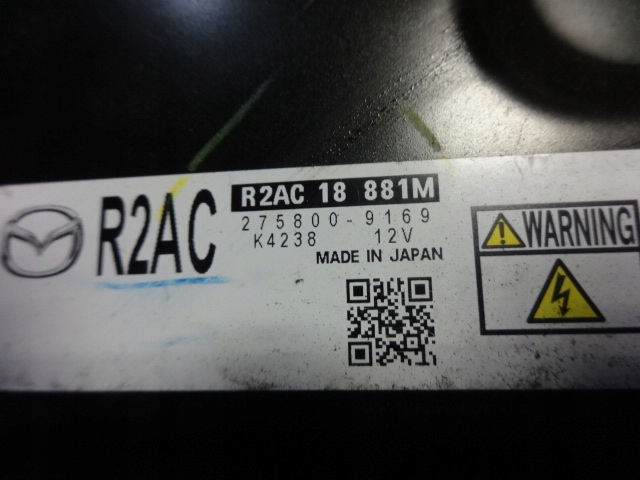 R2AC
R2AC 18 881M
275800-9169
K4238 12V
MADE IN JAPAN
WARNING